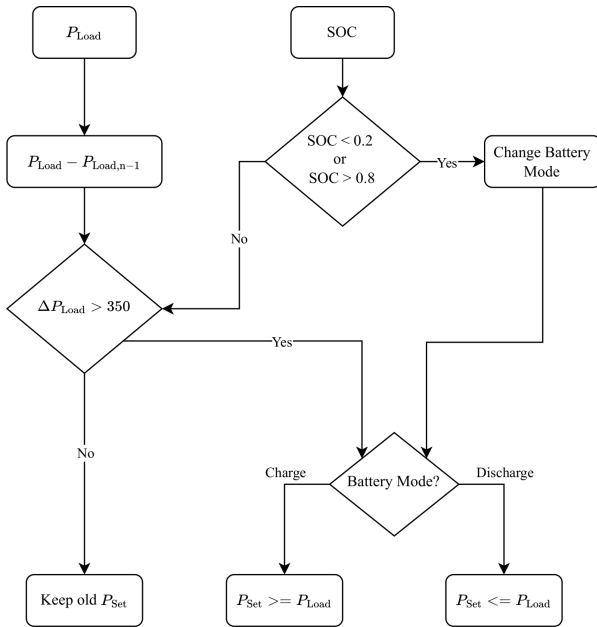 P_Load
SOC
P_Load − P_Load,n−1
SOC < 0.2
or
SOC > 0.8
Yes
Change Battery
Mode
No
ΔP_Load > 350
Yes
No
Charge
Battery Mode?
Discharge
Keep old P_Set
P_Set >= P_Load
P_Set <= P_Load